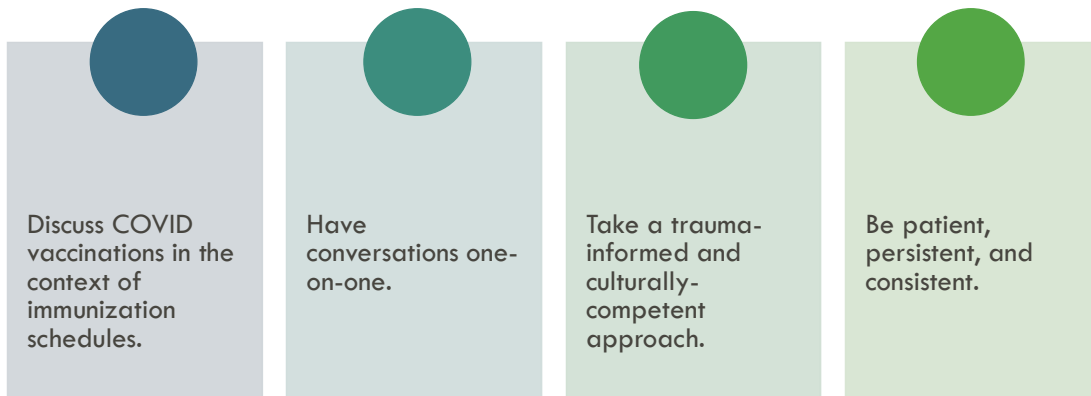 Discuss COVID
vaccinations in the
context of
immunization
schedules.
Have
conversations one-
on-one.
Take a trauma-
informed and
culturally-
competent
approach.
Be patient,
persistent, and
consistent.